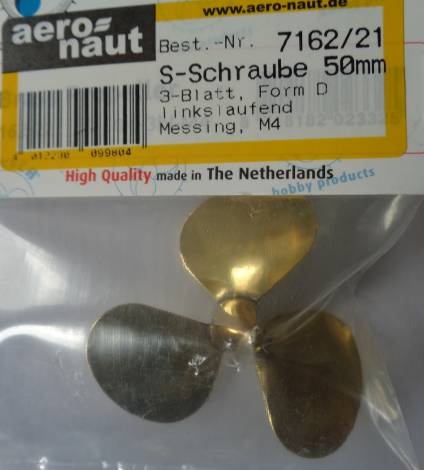 www.aero-naut.de
aero-
naut
Best.-Nr. 7162/21
S-Schraube 50mm
3-Blatt, Form D
linkslaufend
Messing, M4
099804
High Quality made in The Netherlands
hobby products